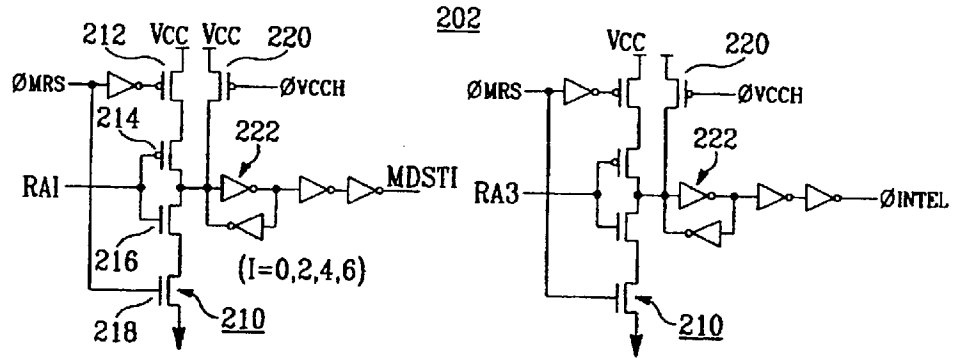 202
212
VCC
VCC
220
ØMRS
ØVCCH
214
222
RAI
MDSTI
216
(I=0,2,4,6)
218
210
VCC
220
ØMRS
ØVCCH
222
RA3
ØINTEL
210